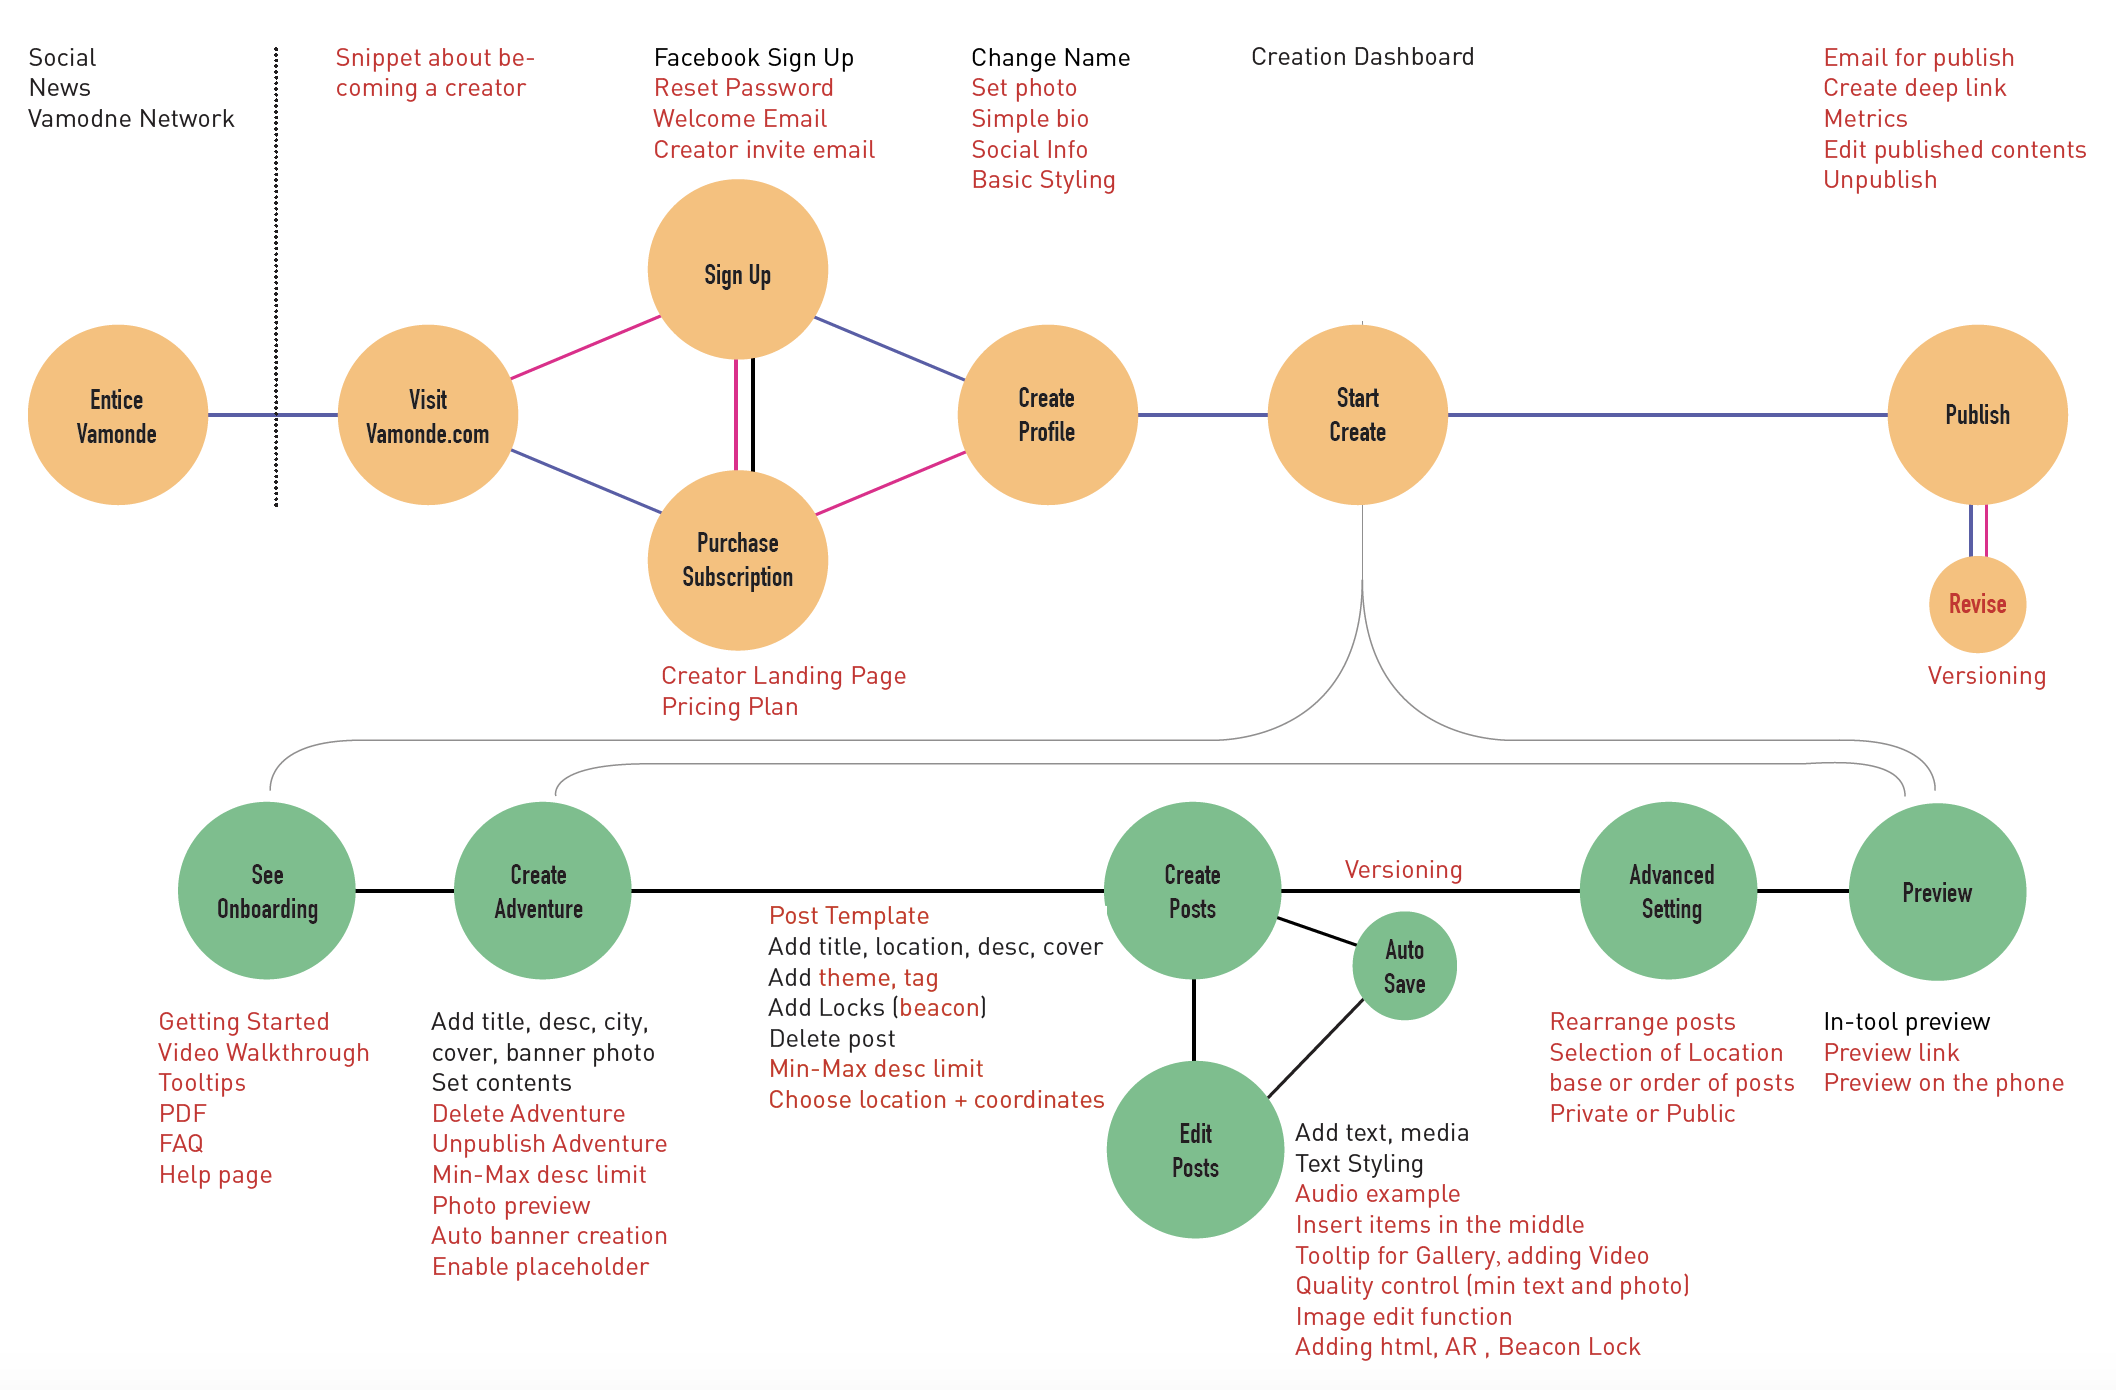 Social
News
Vamodne Network
Snippet about be-
coming a creator
Facebook Sign Up
Reset Password
Welcome Email
Creator invite email
Change Name
Set photo
Simple bio
Social Info
Basic Styling
Creation Dashboard
Email for publish
Create deep link
Metrics
Edit published contents
Unpublish
Entice
Vamonde
Visit
Vamonde.com
Sign Up
Purchase
Subscription
Creator Landing Page
Pricing Plan
Create
Profile
Start
Create
Publish
Revise
Versioning
See
Onboarding
Getting Started
Video Walkthrough
Tooltips
PDF
FAQ
Help page
Create
Adventure
Add title, desc, city,
cover, banner photo
Set contents
Delete Adventure
Unpublish Adventure
Min-Max desc limit
Photo preview
Auto banner creation
Enable placeholder
Post Template
Add title, location, desc, cover
Add theme, tag
Add Locks (beacon)
Delete post
Min-Max desc limit
Choose location + coordinates
Create
Posts
Versioning
Auto
Save
Edit
Posts
Add text, media
Text Styling
Audio example
Insert items in the middle
Tooltip for Gallery, adding Video
Quality control (min text and photo)
Image edit function
Adding html, AR , Beacon Lock
Advanced
Setting
Rearrange posts
Selection of Location
base or order of posts
Private or Public
Preview
In-tool preview
Preview link
Preview on the phone